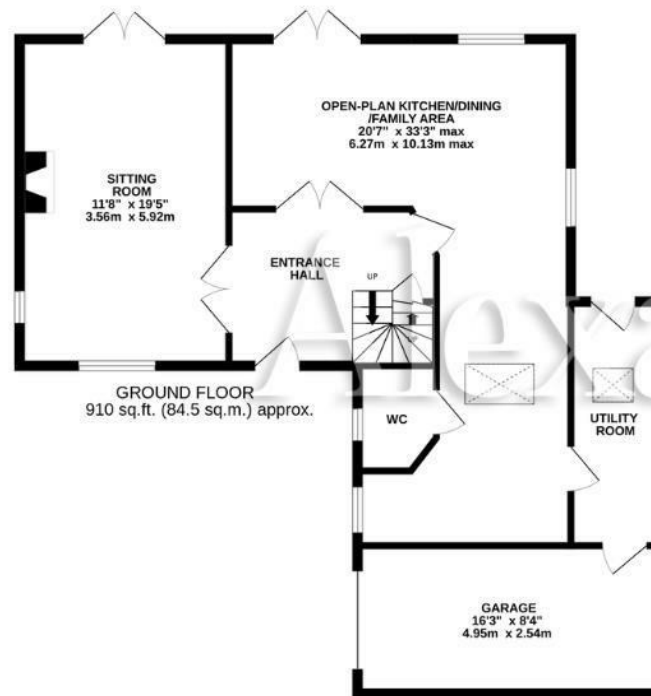 OPEN-PLAN KITCHEN/DINING
/FAMILY AREA
20'7" x 33'3" max
6.27m x 10.13m max
SITTING
ROOM
11'8" x 19'5"
3.56m x 5.92m
ENTRANCE
HALL
UP
Alexa
GROUND FLOOR
910 sq.ft. (84.5 sq.m.) approx.
WC
UTILITY
ROOM
GARAGE
16'3" x 8'4"
4.95m x 2.54m